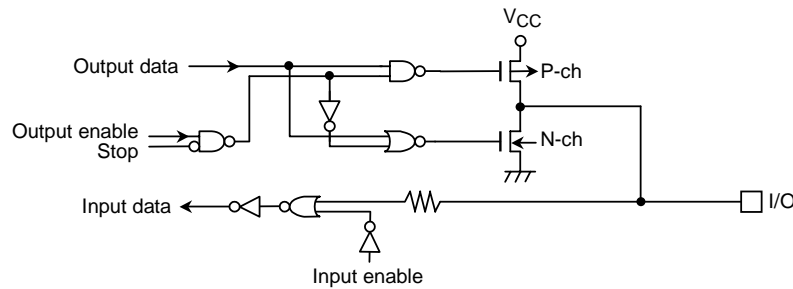 VCC
Output data
P-ch
Output enable
Stop
N-ch
Input data
I/O
Input enable